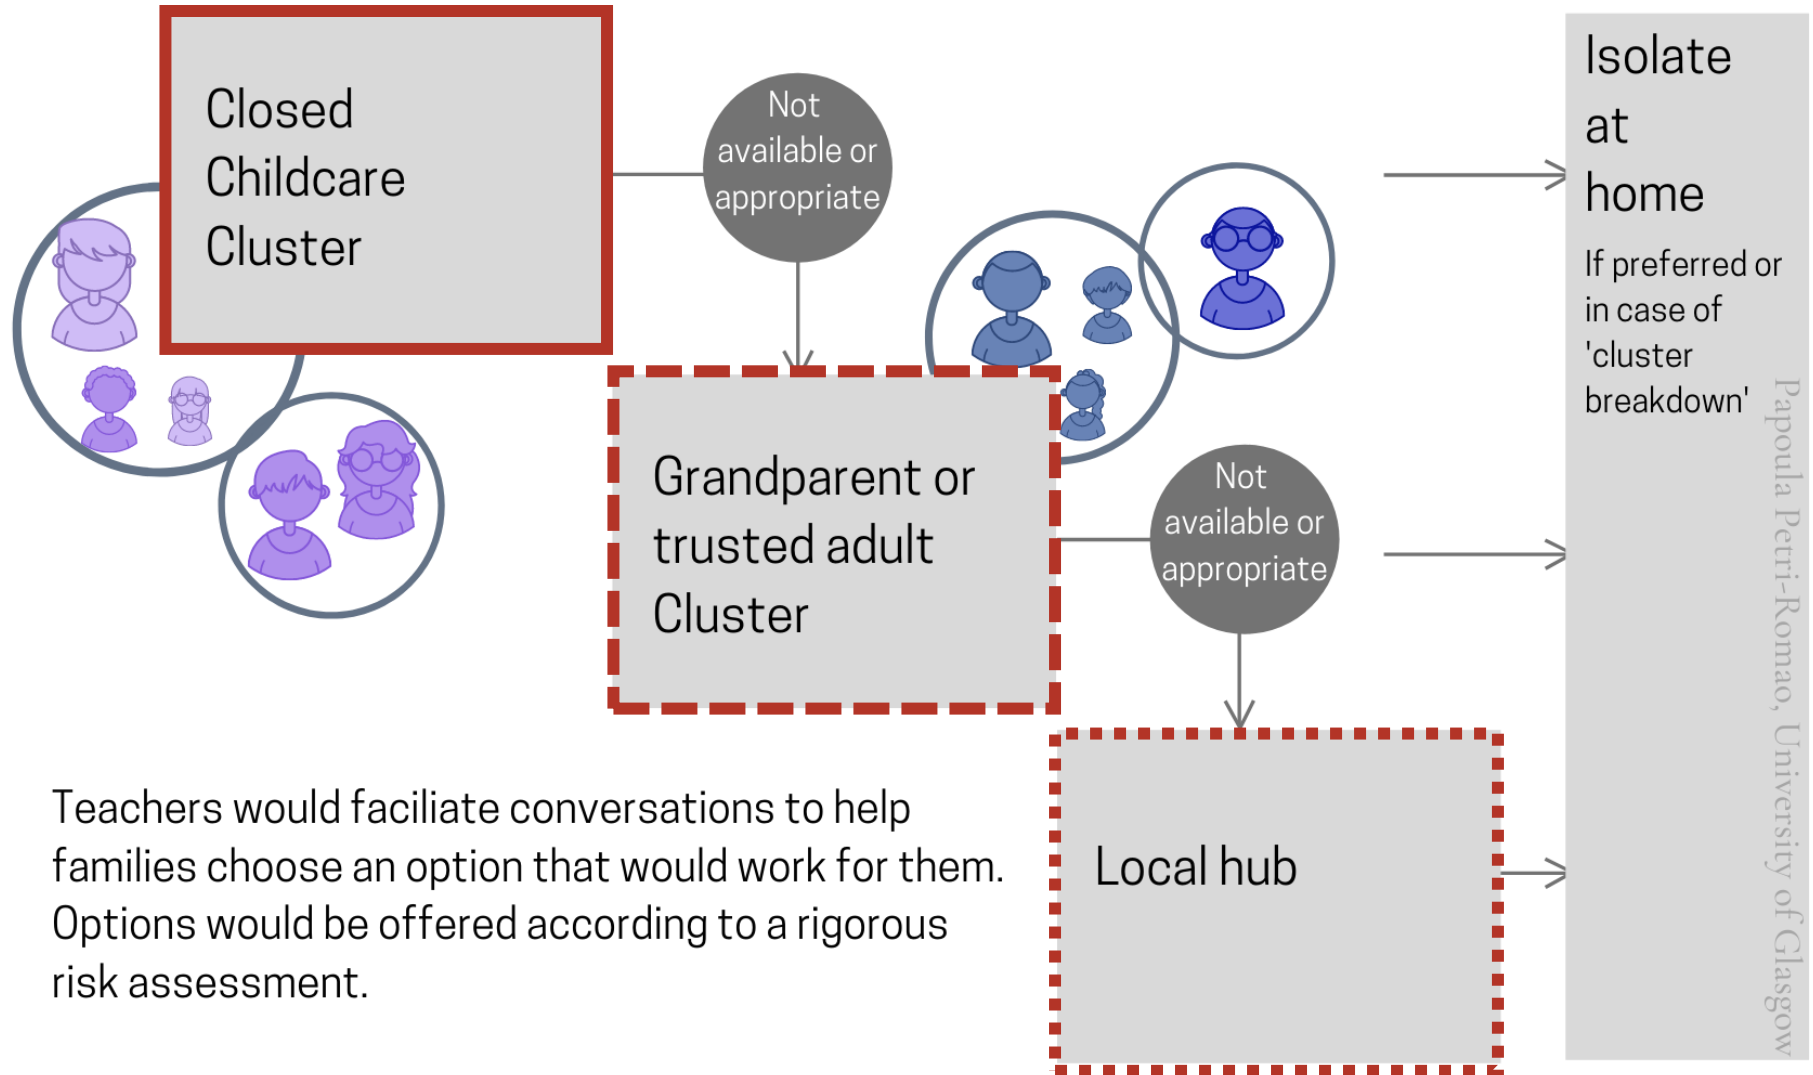 Closed
Childcare
Cluster
Not
available or
appropriate
Grandparent or
trusted adult
Cluster
Not
available or
appropriate
Local hub
Isolate
at
home
If preferred or
in case of
'cluster
breakdown'
Teachers would faciliate conversations to help
families choose an option that would work for them.
Options would be offered according to a rigorous
risk assessment.
Papoula Petri-Romao, University of Glasgow